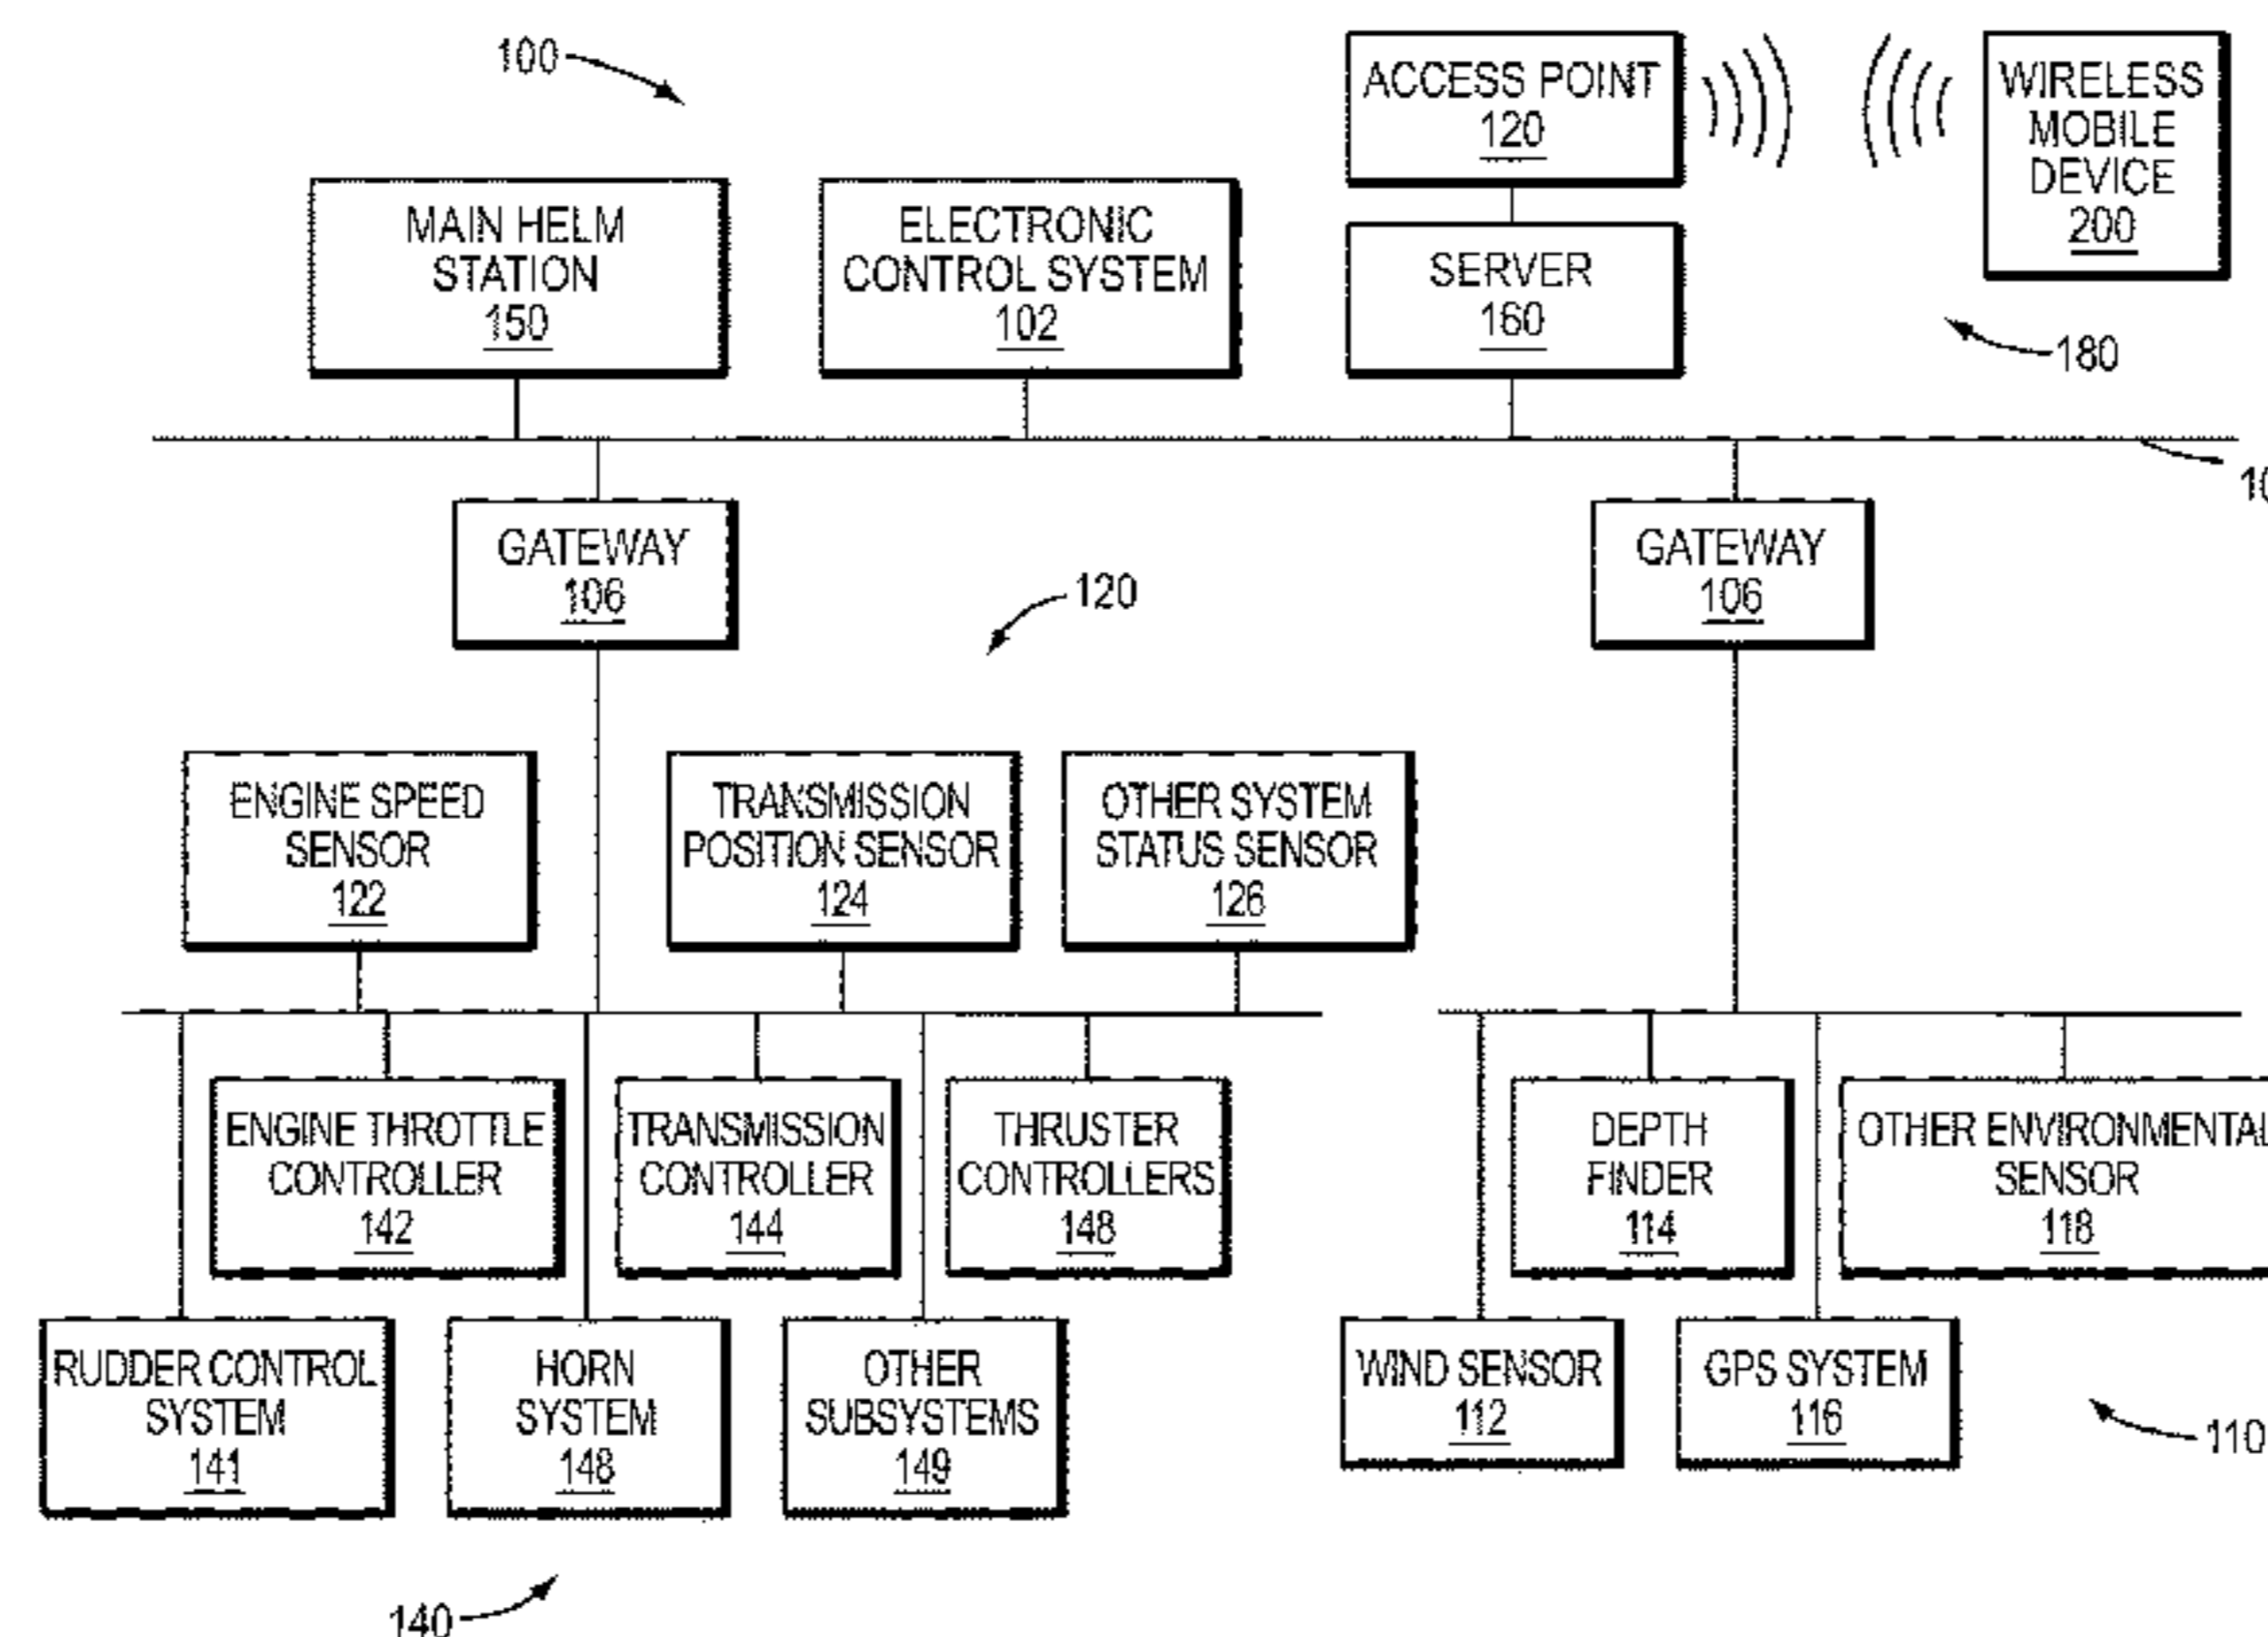 100
ACCESS POINT
120
WIRELESS
MOBILE
DEVICE
200
MAIN HELM
STATION
150
ELECTRONIC
CONTROL SYSTEM
102
SERVER
160
180
GATEWAY
106
GATEWAY
106
120
ENGINE SPEED
SENSOR
122
TRANSMISSION
POSITION SENSOR
124
OTHER SYSTEM
STATUS SENSOR
126
ENGINE THROTTLE
CONTROLLER
142
TRANSMISSION
CONTROLLER
144
THRUSTER
CONTROLLERS
148
DEPTH
FINDER
114
OTHER ENVIRONMENTAL
SENSOR
118
RUDDER CONTROL
SYSTEM
141
HORN
SYSTEM
148
OTHER
SUBSYSTEMS
149
WIND SENSOR
112
GPS SYSTEM
116
110
140